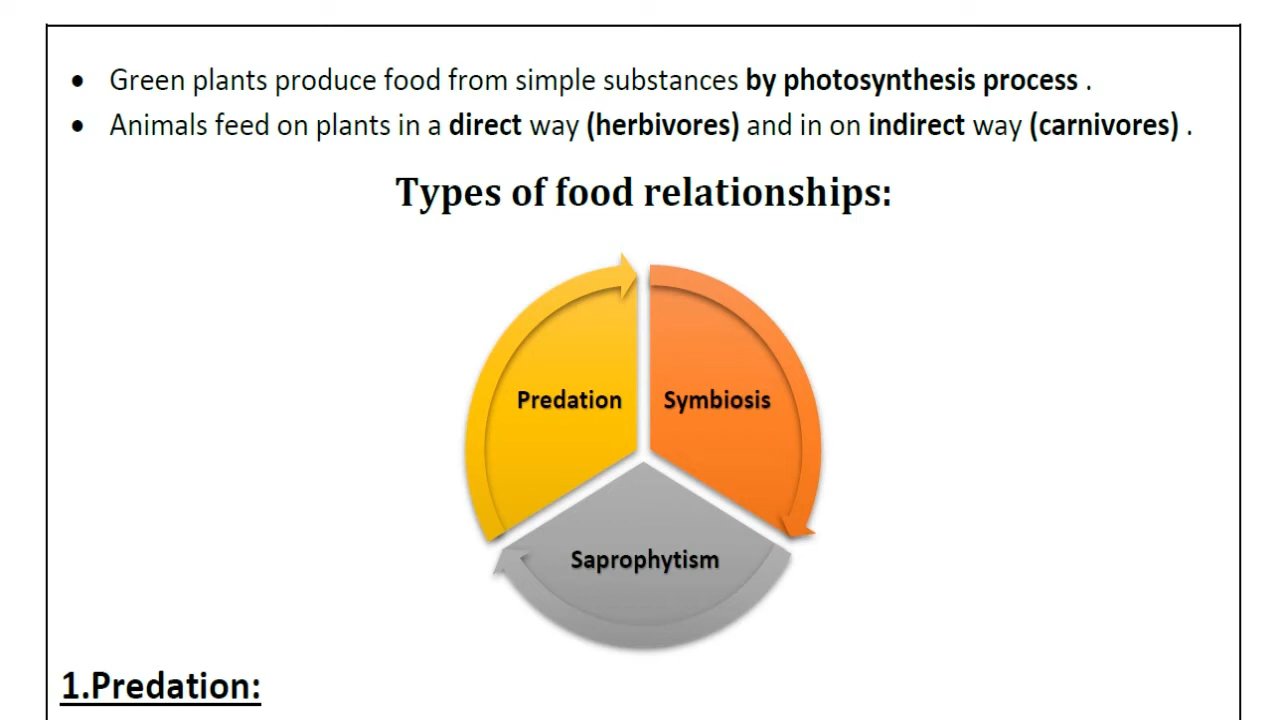 • Green plants produce food from simple substances by photosynthesis process .
• Animals feed on plants in a direct way (herbivores) and in on indirect way (carnivores) .
Types of food relationships:
Predation
Symbiosis
Saprophytism
1.Predation: